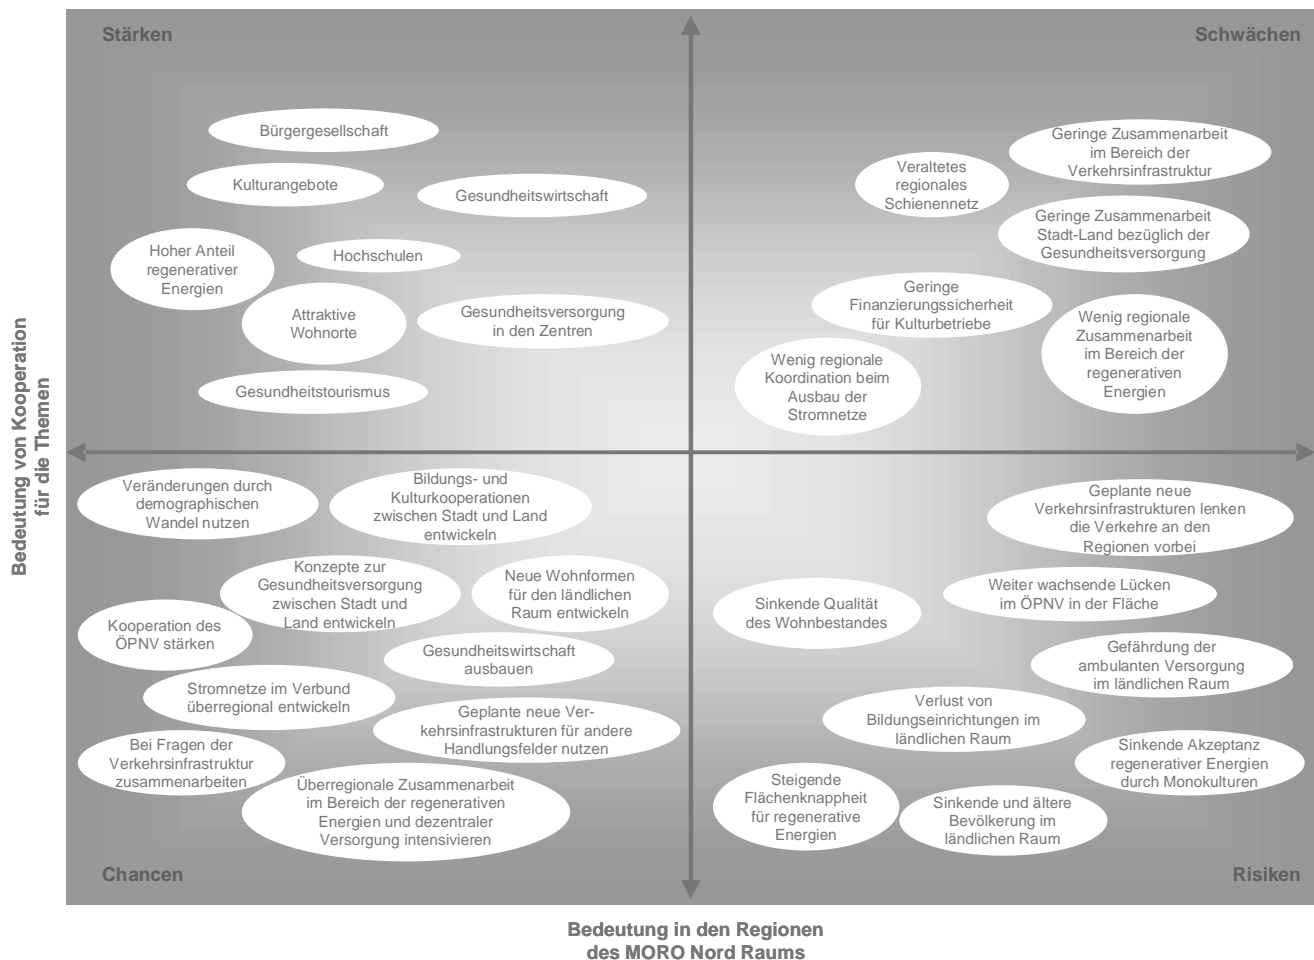 Stärken
Bürgergesellschaft
Kulturangebote
Gesundheitswirtschaft
Hoher Anteil
regenerativer
Energien
Hochschulen
Attraktive
Wohnorte
Gesundheitsversorgung
in den Zentren
Gesundheitstourismus
Schwächen
Geringe Zusammenarbeit
im Bereich der
Verkehrsinfrastruktur
Veraltetes
regionales
Schienennetz
Geringe Zusammenarbeit
Stadt-Land bezüglich der
Gesundheitsversorgung
Geringe
Finanzierungssicherheit
für Kulturbetriebe
Wenig regionale
Zusammenarbeit
im Bereich der
regenerativen
Energien
Wenig regionale
Koordination beim
Ausbau der
Stromnetze
Bedeutung von Kooperation
für die Themen
Veränderungen durch
demographischen
Wandel nutzen
Bildungs- und
Kulturkooperationen
zwischen Stadt und Land
entwickeln
Konzepte zur
Gesundheitsversorgung
zwischen Stadt und
Land entwickeln
Neue Wohnformen
für den ländlichen
Raum entwickeln
Kooperation des
ÖPNV stärken
Gesundheitswirtschaft
ausbauen
Stromnetze im Verbund
überregional entwickeln
Geplante neue Ver-
kehrsinfrastrukturen für andere
Handlungsfelder nutzen
Bei Fragen der
Verkehrsinfrastruktur
zusammenarbeiten
Überregionale Zusammenarbeit
im Bereich der regenerativen
Energien und dezentraler
Versorgung intensivieren
Chancen
Geplante neue
Verkehrsinfrastrukturen lenken
die Verkehre an den
Regionen vorbei
Sinkende Qualität
des Wohnbestandes
Weiter wachsende Lücken
im ÖPNV in der Fläche
Gefährdung der
ambulanten Versorgung
im ländlichen Raum
Verlust von
Bildungseinrichtungen im
ländlichen Raum
Sinkende Akzeptanz
regenerativer Energien
durch Monokulturen
Steigende
Flächenknappheit
für regenerative
Energien
Sinkende und ältere
Bevölkerung im
ländlichen Raum
Risiken
Bedeutung in den Regionen
des MORO Nord Raums